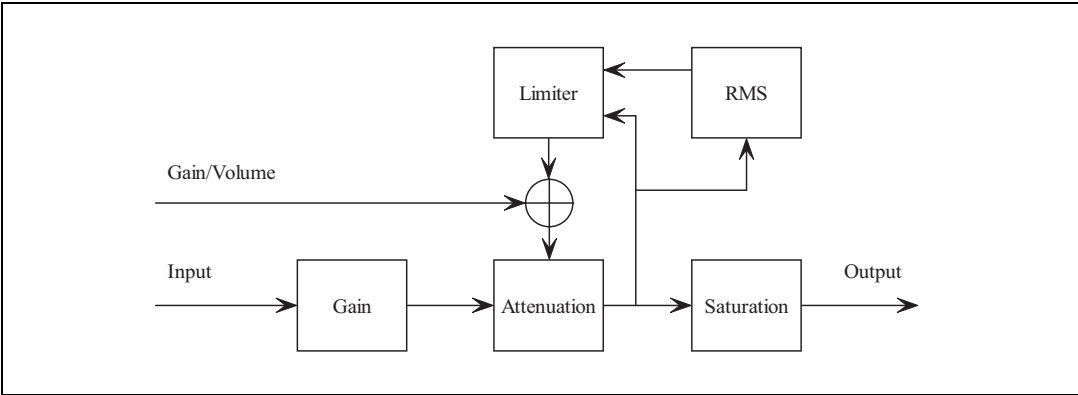 Limiter
RMS
Gain/Volume
Input
Output
Gain
Attenuation
Saturation